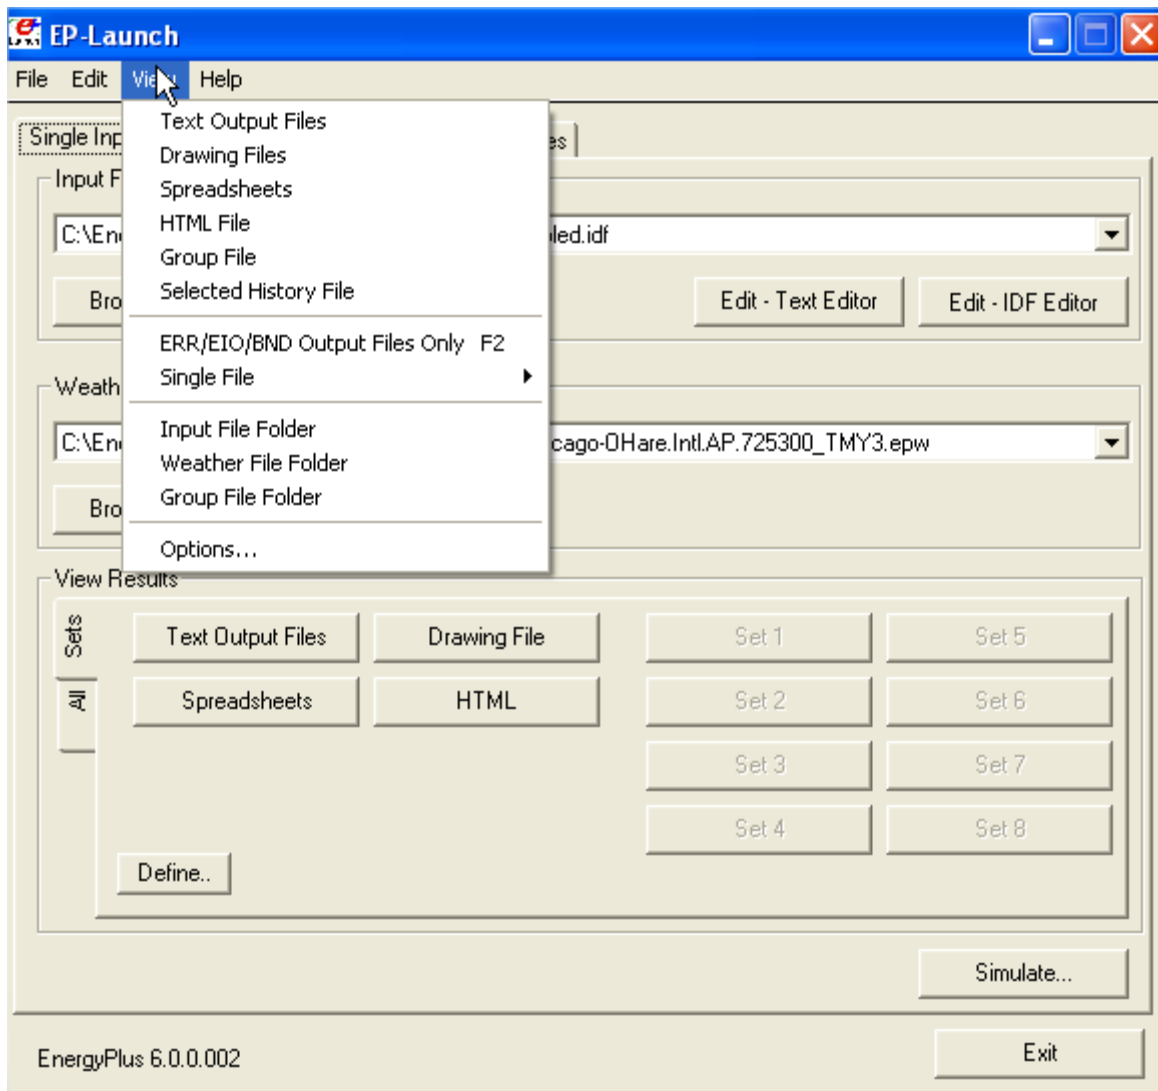 EP-Launch
File Edit View Help
Text Output Files
Drawing Files
Spreadsheets
HTML File
Group File
Selected History File
ERR/EIO/BND Output Files Only F2
Single File
Input File Folder
Weather File Folder
Group File Folder
Options...
Single Inp es
Input F
C:\En led.idf
Bro Edit - Text Editor Edit - IDF Editor
Weath
C:\En cago-OHare.Intl.AP.725300_TMY3.epw
Bro
View Results
Sets
All
Text Output Files Drawing File Set 1 Set 5
Spreadsheets HTML Set 2 Set 6
Set 3 Set 7
Set 4 Set 8
Define..
Simulate...
EnergyPlus 6.0.0.002 Exit